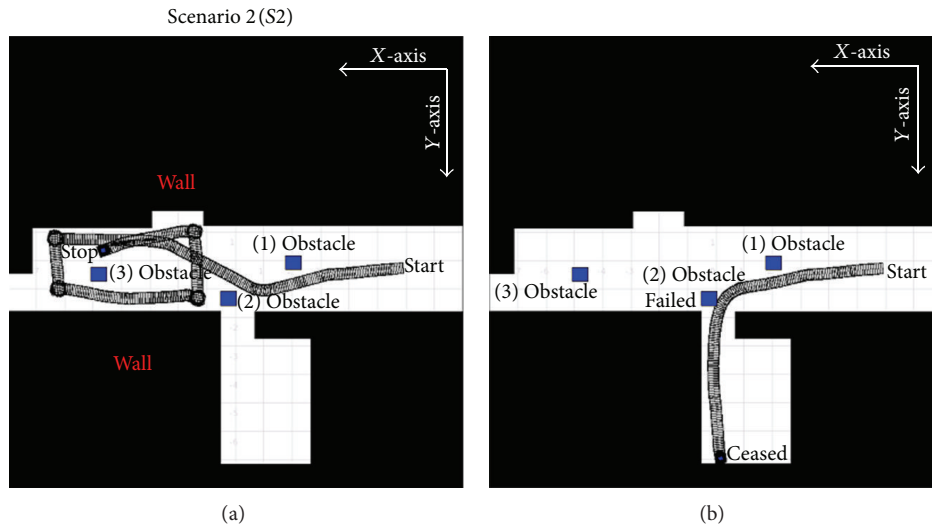 Scenario 2 (S2)
X-axis
Y-axis
Wall
(1) Obstacle
Stop
Start
(3) Obstacle
(2) Obstacle
Wall
(a)
X-axis
Y-axis
(1) Obstacle
(2) Obstacle
Start
(3) Obstacle
Failed
Ceased
(b)